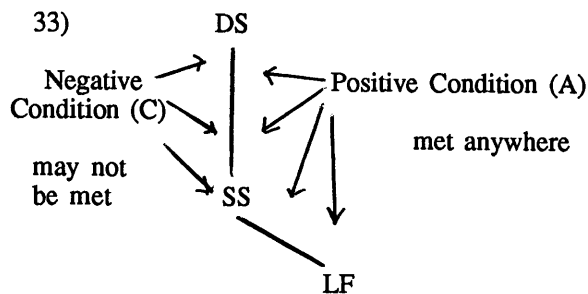 33)
DS
Negative
Condition (C)
Positive Condition (A)
met anywhere
may not
be met
SS
LF